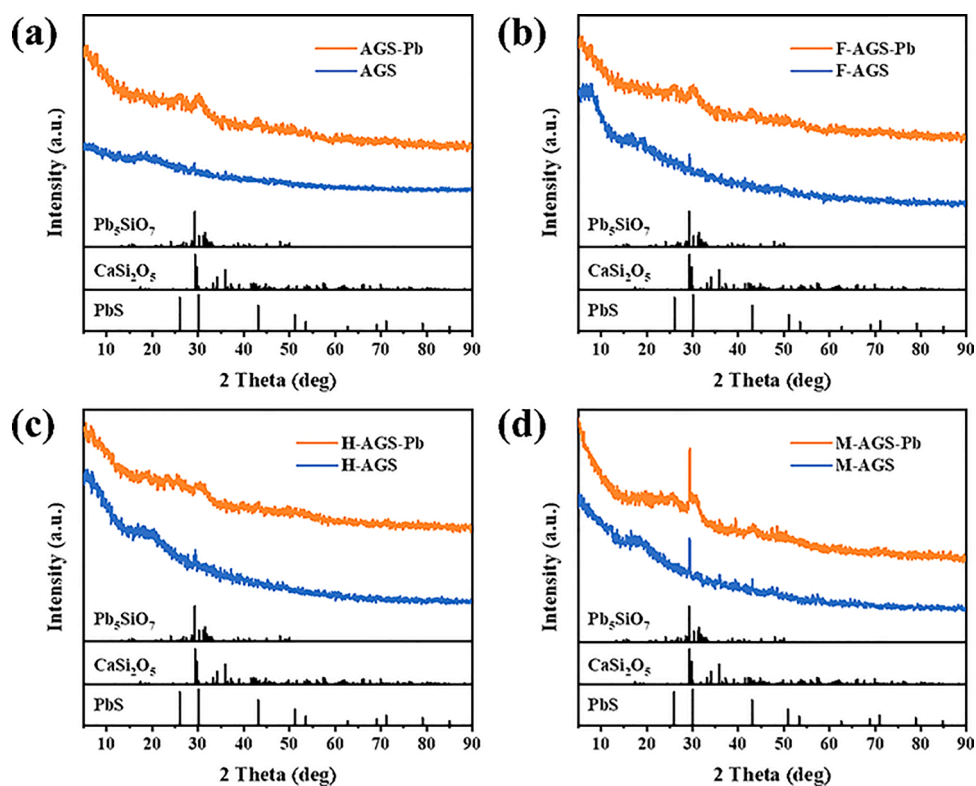 (a)
AGS-Pb
AGS
Intensity (a.u.)
Pb₅SiO₇
CaSi₂O₅
PbS
10 20 30 40 50 60 70 80 90
2 Theta (deg)
(b)
F-AGS-Pb
F-AGS
Intensity (a.u.)
Pb₅SiO₇
CaSi₂O₅
PbS
10 20 30 40 50 60 70 80 90
2 Theta (deg)
(c)
H-AGS-Pb
H-AGS
Intensity (a.u.)
Pb₅SiO₇
CaSi₂O₅
PbS
10 20 30 40 50 60 70 80 90
2 Theta (deg)
(d)
M-AGS-Pb
M-AGS
Intensity (a.u.)
Pb₅SiO₇
CaSi₂O₅
PbS
10 20 30 40 50 60 70 80 90
2 Theta (deg)